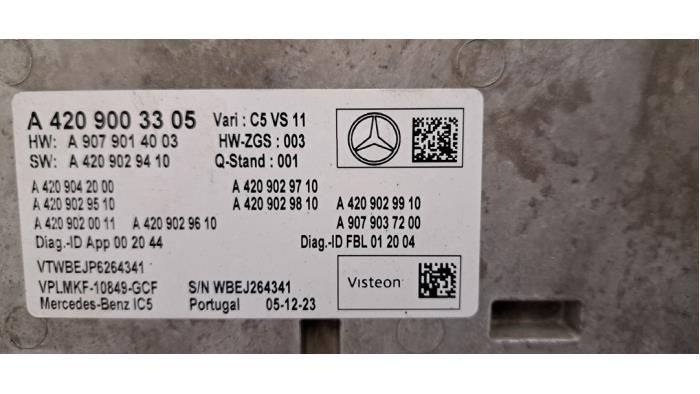 A 420 900 33 05 Vari : C5 VS 11
HW: A 907 901 40 03 HW-ZGS : 003
SW: A 420 902 94 10 Q-Stand : 001
A 420 904 20 00 A 420 902 97 10
A 420 902 95 10 A 420 902 98 10 A 420 902 99 10
A 420 902 00 11 A 420 902 96 10 A 907 903 72 00
Diag.-ID App 00 20 44 Diag.-ID FBL 01 20 04
VTWBEJP6264341
VPLMKF-10849-GCF S/N WBEJ264341
Mercedes-Benz IC5 Portugal 05-12-23
Visteon